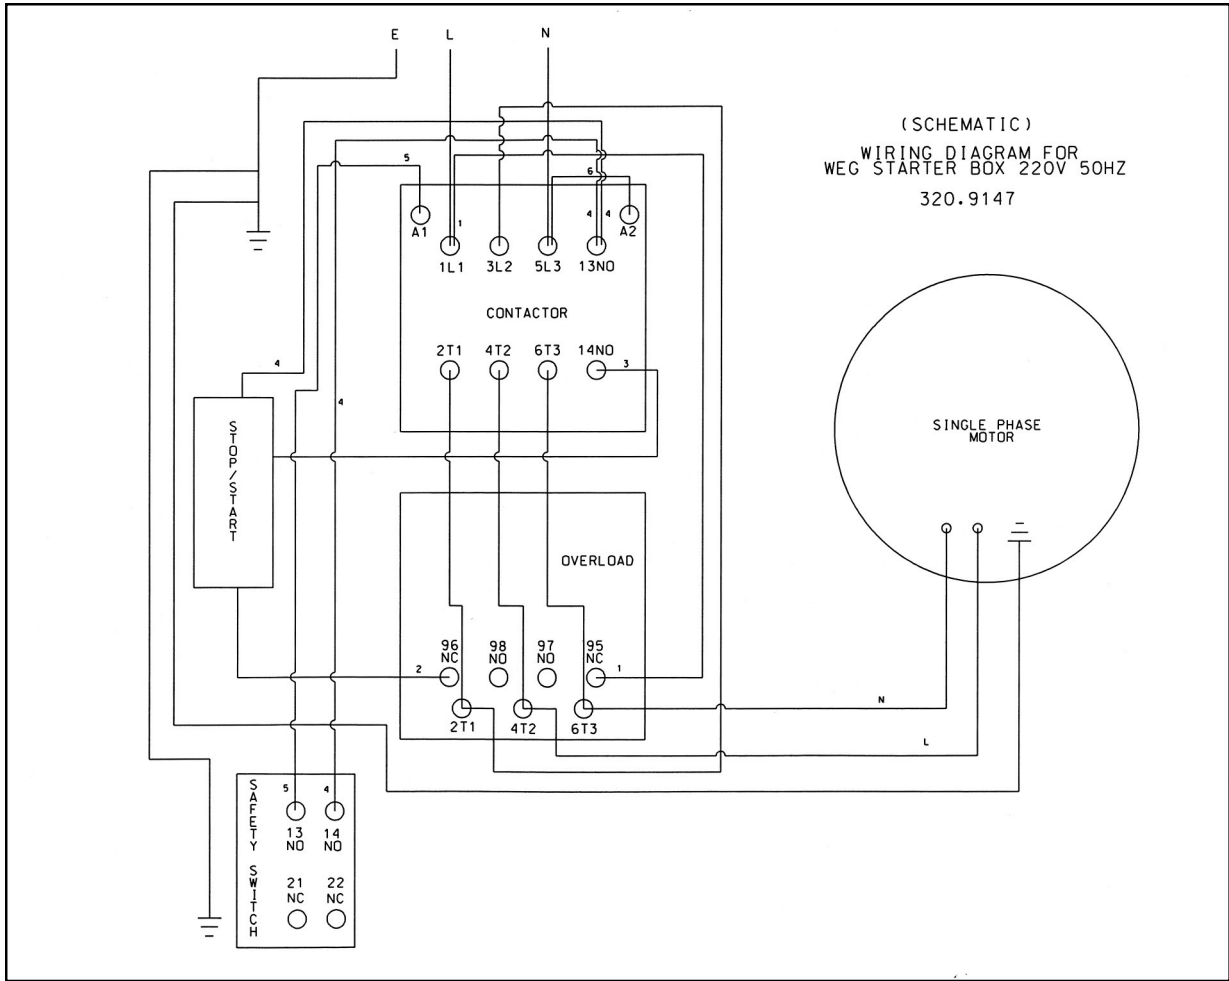 E L N
(SCHEMATIC)
WIRING DIAGRAM FOR
WEG STARTER BOX 220V 50HZ
320.9147
5
6
1
4 4
A1 A2
1L1 3L2 5L3 13NO
CONTACTOR
2T1 4T2 6T3 14NO
3
4
4
STOP/START
SINGLE PHASE
MOTOR
OVERLOAD
96 98 97 95
NC NO NO NC
2 1
2T1 4T2 6T3
N
L
SAFETY SWITCH
5 4
13 14
NO NO
21 22
NC NC